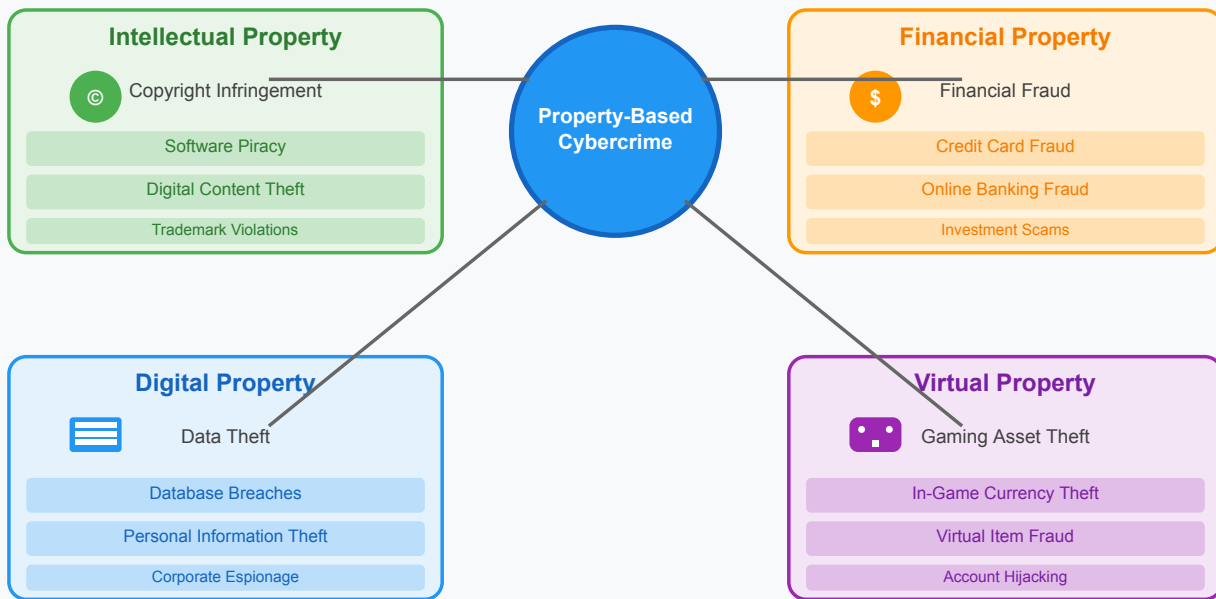 Property-Based
Cybercrime
Intellectual Property
©
Copyright Infringement
Software Piracy
Digital Content Theft
Trademark Violations
Financial Property
$
Financial Fraud
Credit Card Fraud
Online Banking Fraud
Investment Scams
Digital Property
Data Theft
Database Breaches
Personal Information Theft
Corporate Espionage
Virtual Property
Gaming Asset Theft
In-Game Currency Theft
Virtual Item Fraud
Account Hijacking